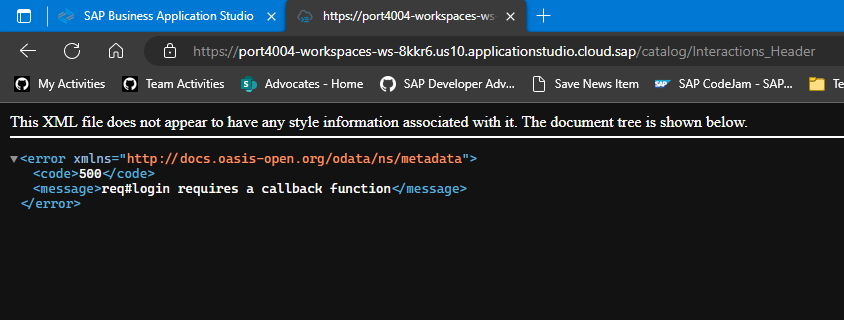 SAP Business Application Studio
https://port4004-workspaces-ws-
https://port4004-workspaces-ws-8kkr6.us10.applicationstudio.cloud.sap/catalog/Interactions_Header
My Activities
Team Activities
Advocates - Home
SAP Developer Adv...
Save News Item
SAP CodeJam - SAP...
Te
This XML file does not appear to have any style information associated with it. The document tree is shown below.
▼<error xmlns="http://docs.oasis-open.org/odata/ns/metadata">
<code>500</code>
<message>req#login requires a callback function</message>
</error>